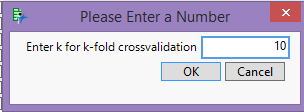 Please Enter a Number
Enter k for k-fold crossvalidation 10
OK Cancel